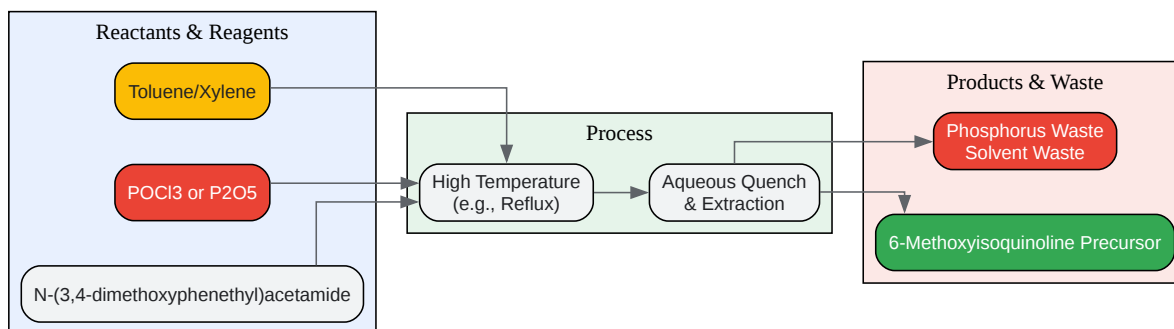 Reactants & Reagents
Toluene/Xylene
POCl3 or P2O5
N-(3,4-dimethoxyphenethyl)acetamide
Process
High Temperature
(e.g., Reflux)
Aqueous Quench
& Extraction
Products & Waste
Phosphorus Waste
Solvent Waste
6-Methoxyisoquinoline Precursor